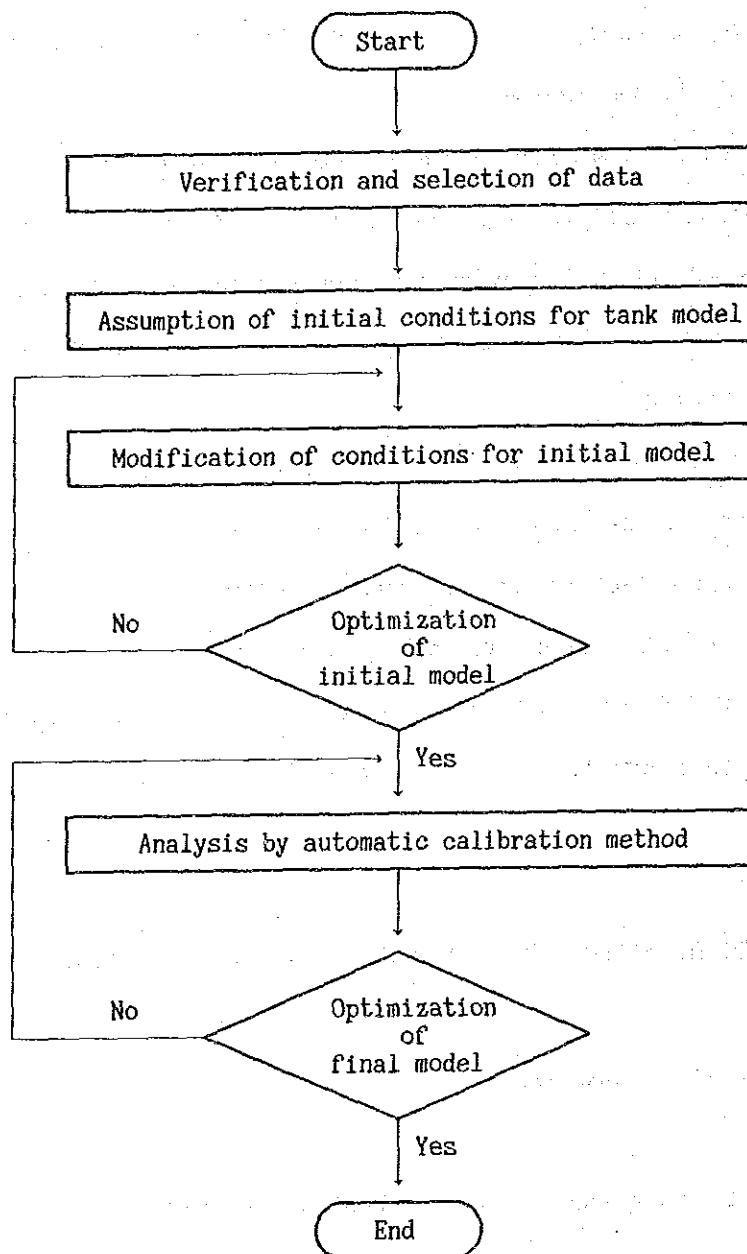 Start
Verification and selection of data
Assumption of initial conditions for tank model
Modification of conditions for initial model
No
Optimization
of
initial model
Yes
Analysis by automatic calibration method
No
Optimization
of
final model
Yes
End